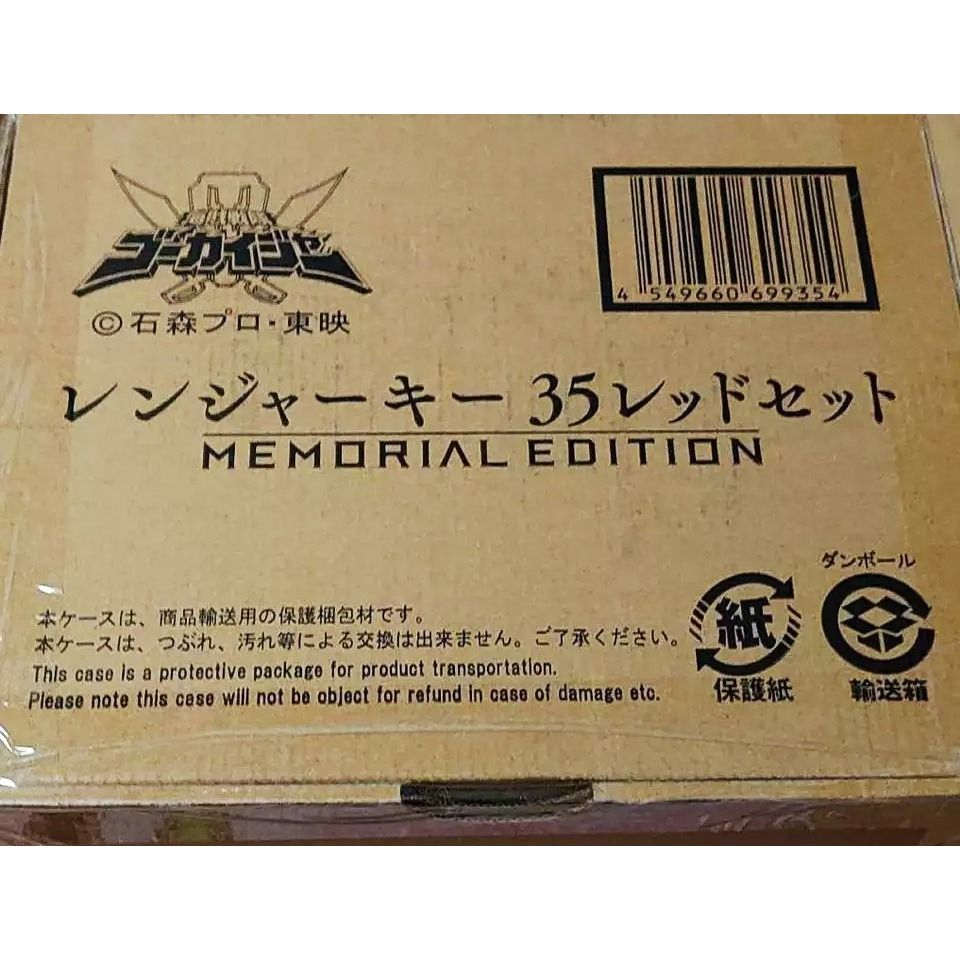 ゴーカイジャー
©石森プロ・東映
4 549660 699354
レンジャーキー 35レッドセット
MEMORIAL EDITION
ダンボール
紙
保護紙
輸送箱
本ケースは、商品輸送用の保護梱包材です。
本ケースは、つぶれ、汚れ等による交換は出来ません。ご了承ください。
This case is a protective package for product transportation.
Please note this case will not be object for refund in case of damage etc.